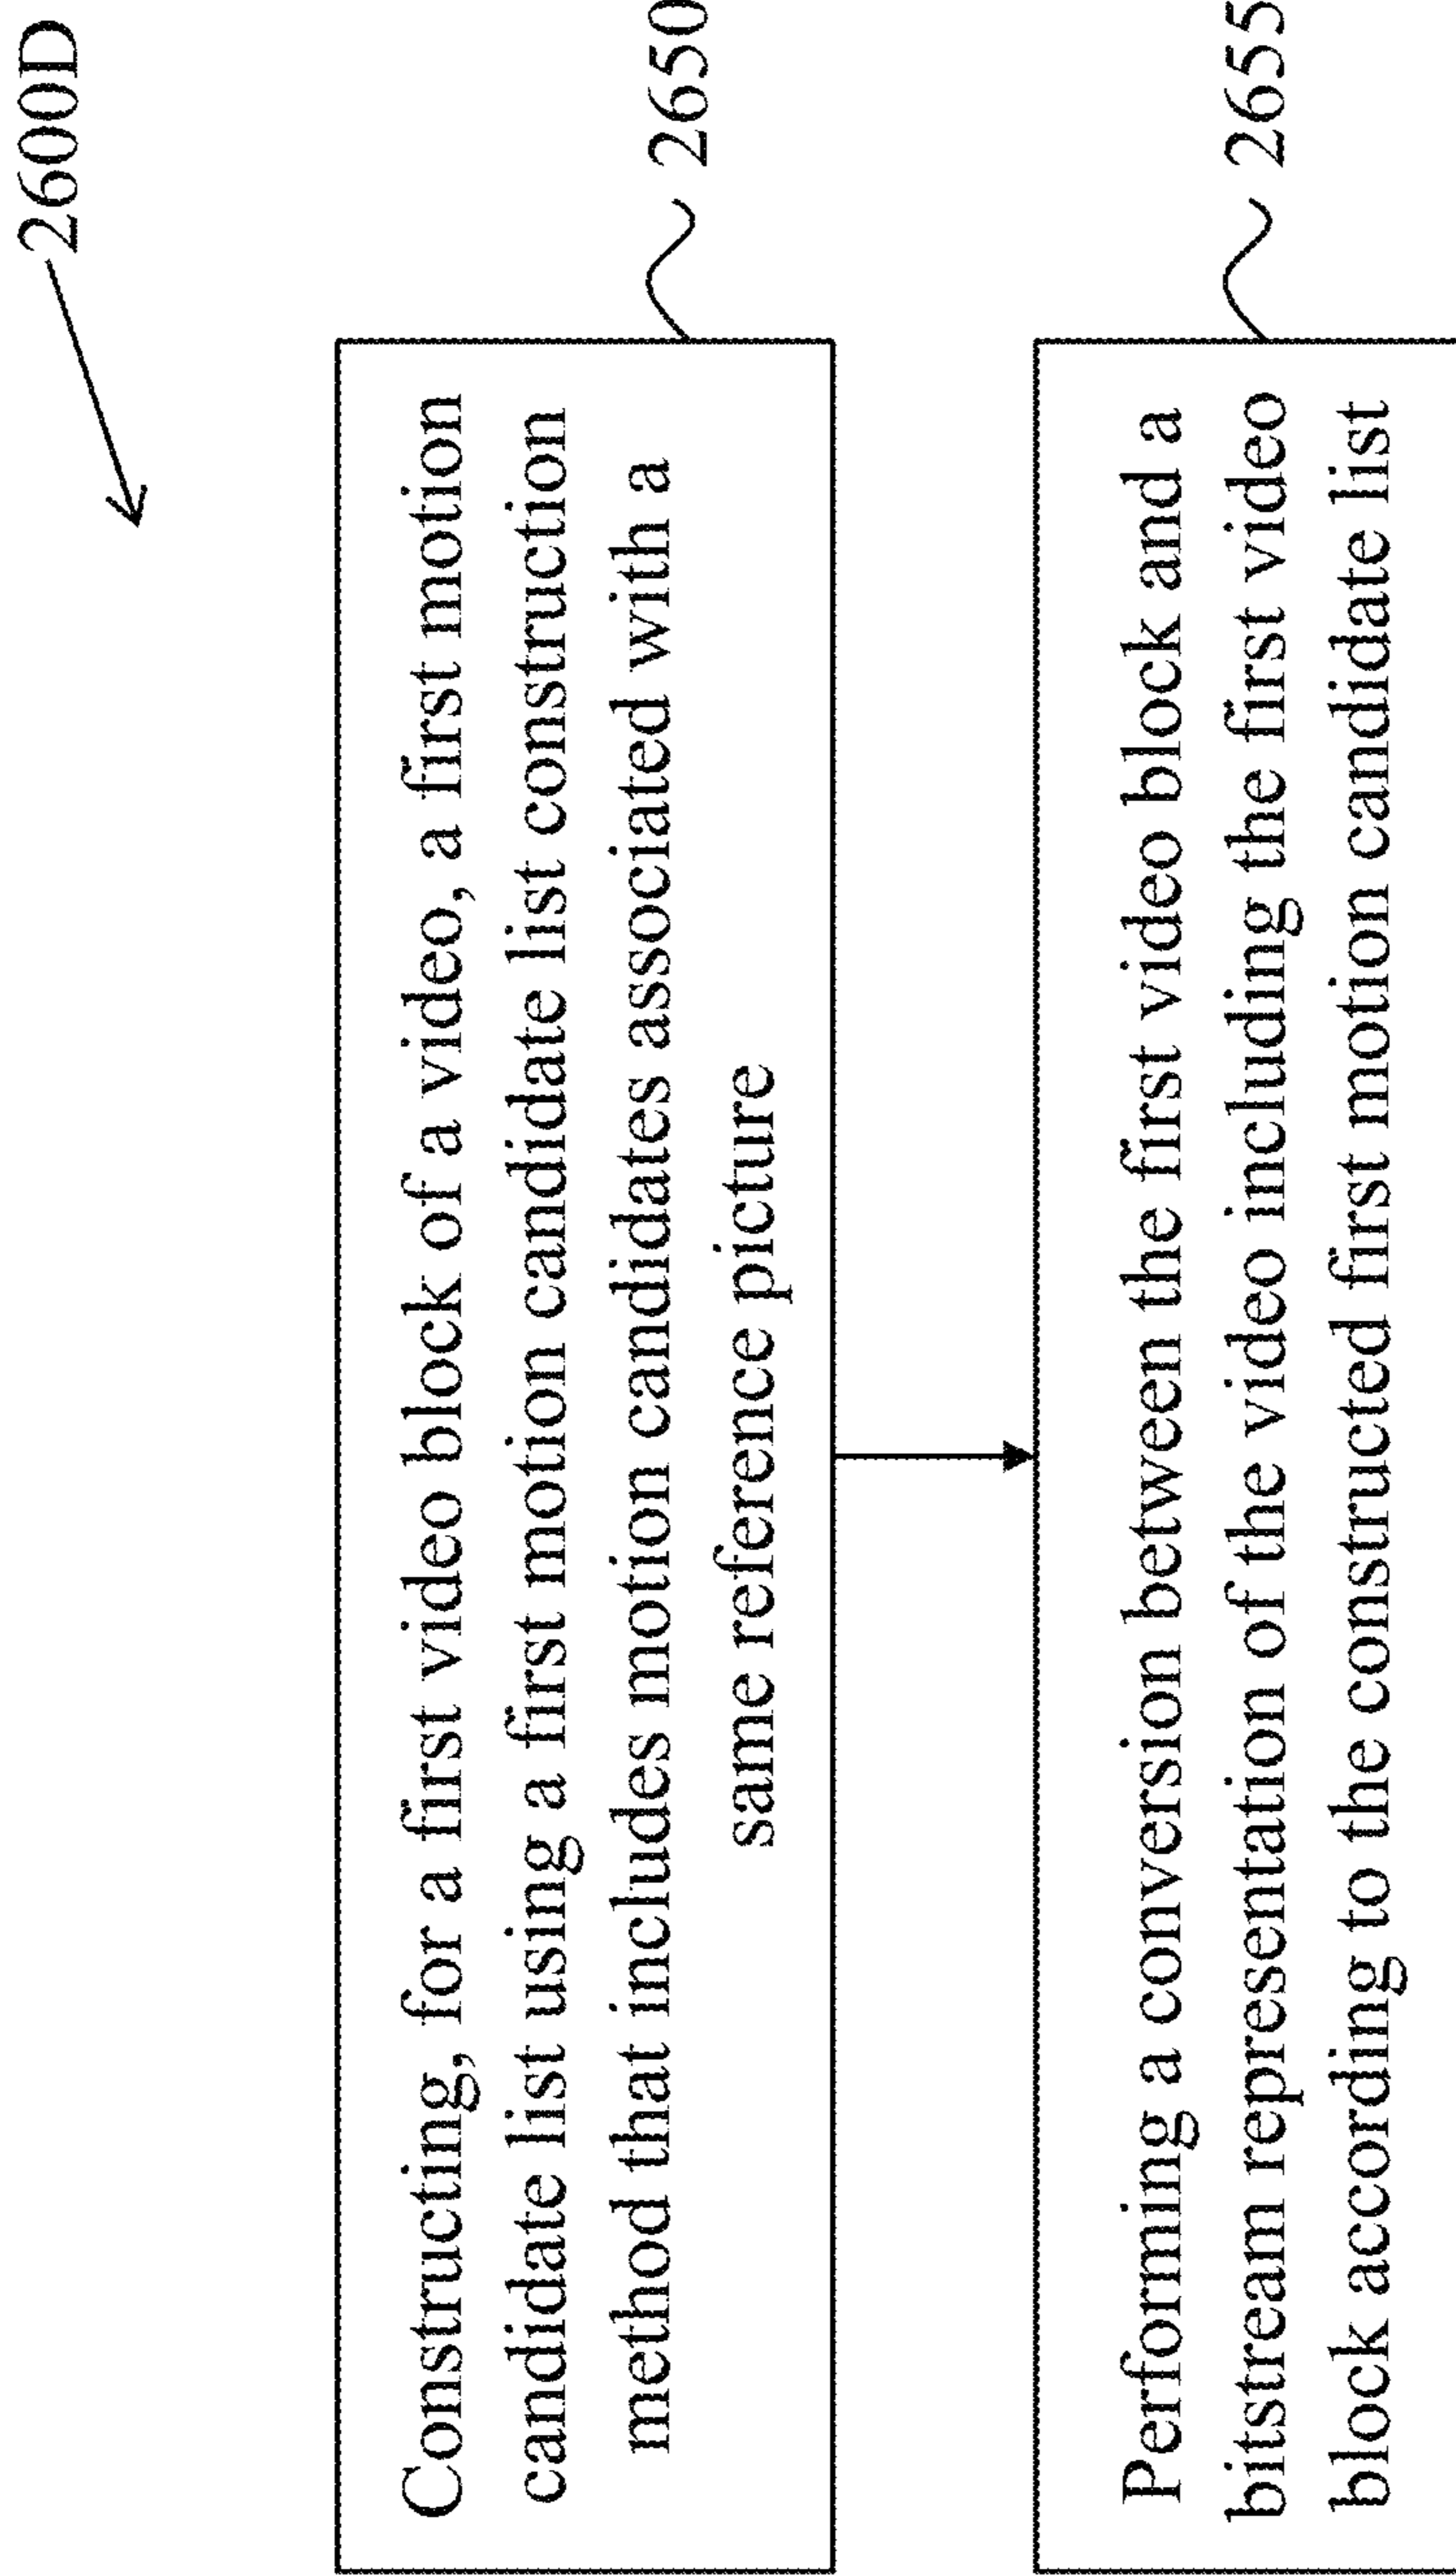 2600D
Constructing, for a first video block of a video, a first motion
candidate list using a first motion candidate list construction
method that includes motion candidates associated with a
same reference picture
2650
Performing a conversion between the first video block and a
bitstream representation of the video including the first video
block according to the constructed first motion candidate list
2655